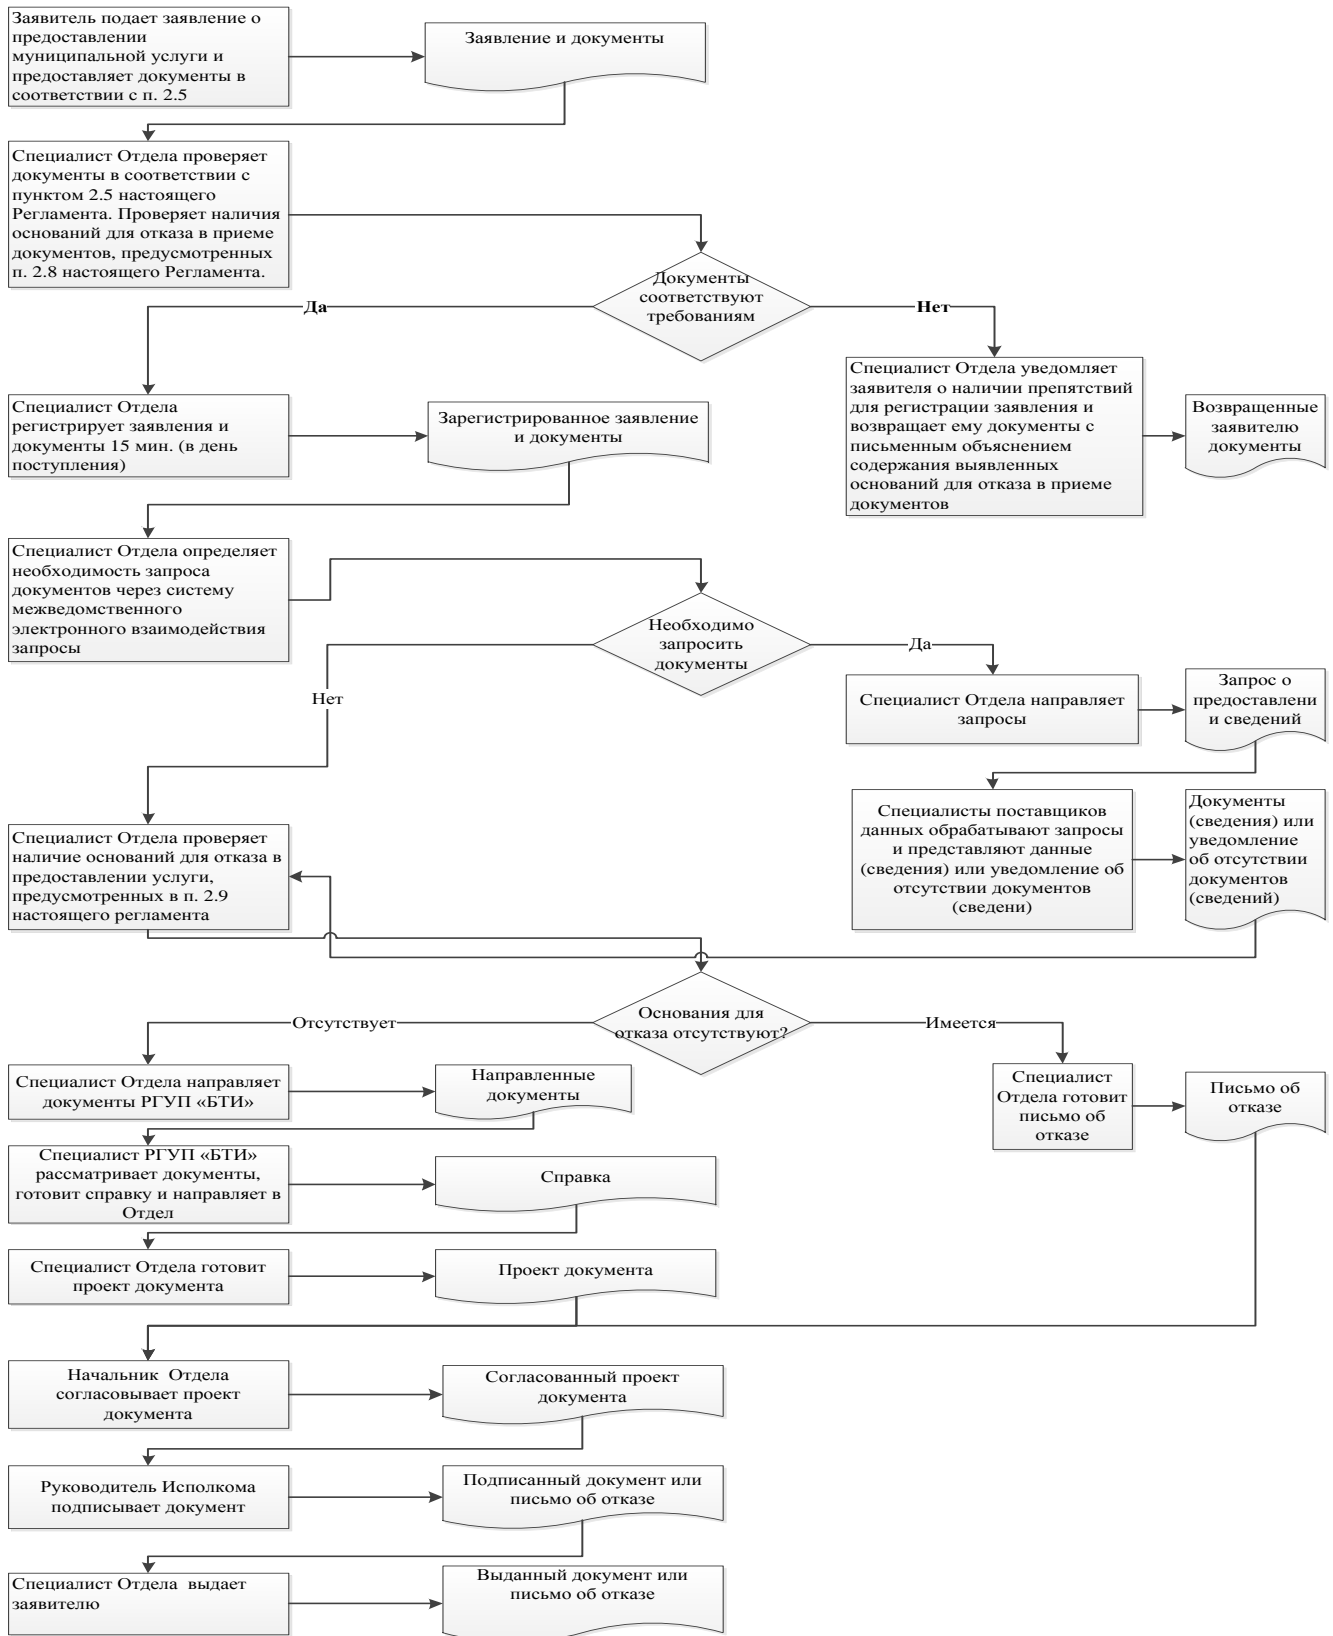 Заявитель подает заявление о
предоставлении
муниципальной услуги и
предоставляет документы в
соответствии с п. 2.5
Заявление и документы
Специалист Отдела проверяет
документы в соответствии с
пунктом 2.5 настоящего
Регламента. Проверяет наличия
оснований для отказа в приеме
документов, предусмотренных
п. 2.8 настоящего Регламента.
Документы
соответствуют
требованиям
Да
Нет
Специалист Отдела
регистрирует заявления и
документы 15 мин. (в день
поступления)
Зарегистрированное заявление
и документы
Специалист Отдела уведомляет
заявителя о наличии препятствий
для регистрации заявления и
возвращает ему документы с
письменным объяснением
содержания выявленных
оснований для отказа в приеме
документов
Возвращенные
заявителю
документы
Специалист Отдела определяет
необходимость запроса
документов через систему
межведомственного
электронного взаимодействия
запросы
Необходимо
запросить
документы
Да
Нет
Специалист Отдела направляет
запросы
Запрос о
предоставлени
и сведений
Специалисты поставщиков
данных обрабатывают запросы
и представляют данные
(сведения) или уведомление об
отсутствии документов
(сведени)
Документы
(сведения) или
уведомление
об отсутствии
документов
(сведений)
Специалист Отдела проверяет
наличие оснований для отказа в
предоставлении услуги,
предусмотренных в п. 2.9
настоящего регламента
Основания для
отказа отсутствуют?
Отсутствует
Имеется
Специалист Отдела направляет
документы РГУП «БТИ»
Направленные
документы
Специалист
Отдела готовит
письмо об
отказе
Письмо об
отказе
Специалист РГУП «БТИ»
рассматривает документы,
готовит справку и направляет в
Отдел
Справка
Специалист Отдела готовит
проект документа
Проект документа
Начальник  Отдела
согласовывает проект
документа
Согласованный проект
документа
Руководитель Исполкома
подписывает документ
Подписанный документ или
письмо об отказе
Специалист Отдела  выдает
заявителю
Выданный документ или
письмо об отказе